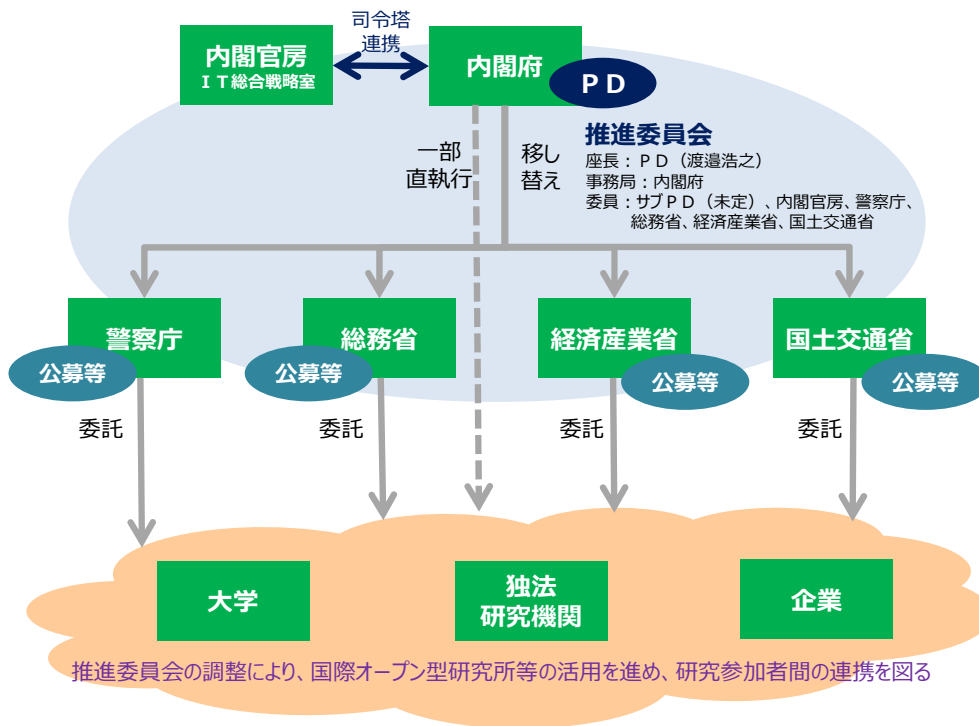 司令塔
連携
内閣官房
ＩＴ総合戦略室
内閣府
ＰＤ
推進委員会
座長：ＰＤ（渡邉浩之）
事務局：内閣府
委員：サブＰＤ（未定）、内閣官房、警察庁、
総務省、経済産業省、国土交通省
一部
直執行
移し
替え
警察庁
総務省
経済産業省
国土交通省
公募等
公募等
公募等
公募等
委託
委託
委託
委託
大学
独法
研究機関
企業
推進委員会の調整により、国際オープン型研究所等の活用を進め、研究参加者間の連携を図る